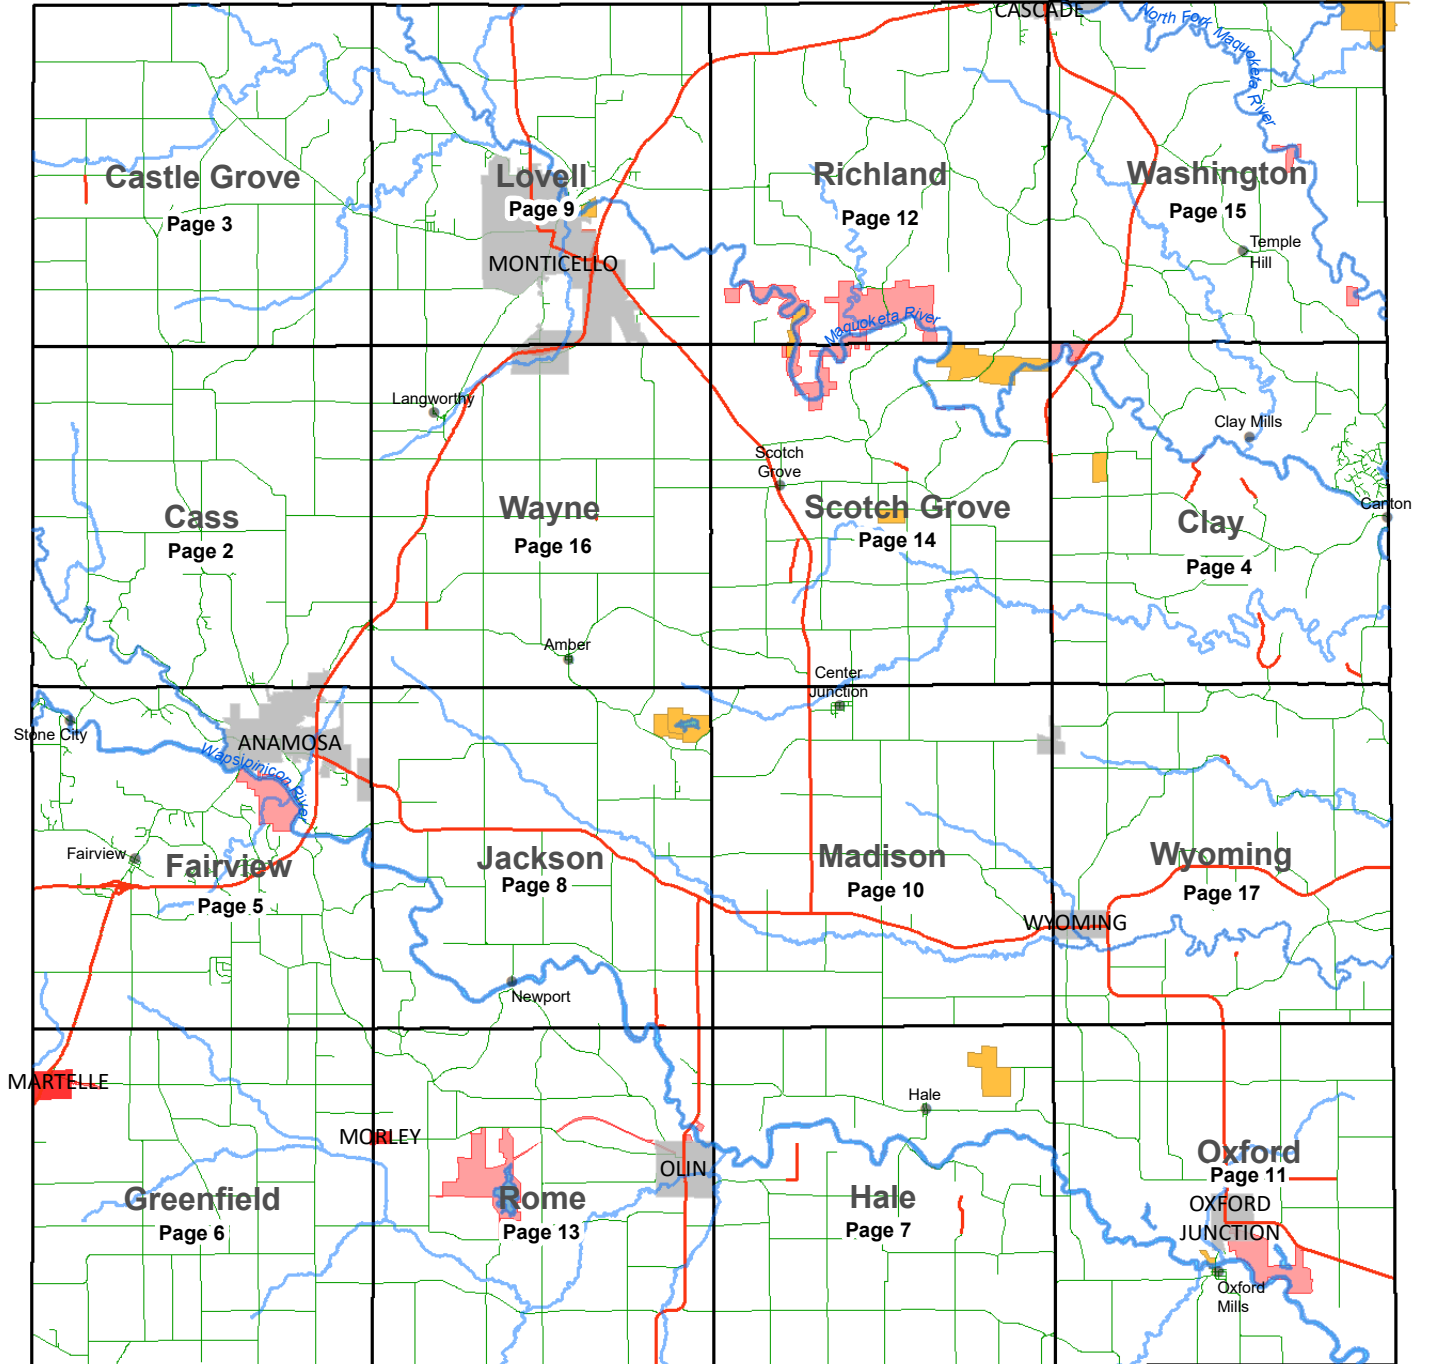 CASCADE
North Fork Maquoketa River
Castle Grove
Page 3
Lovell
Page 9
MONTICELLO
Richland
Page 12
Maquoketa River
Washington
Page 15
Temple
Hill
Cass
Page 2
Langworthy
Wayne
Page 16
Amber
Scotch
Grove
Scotch Grove
Page 14
Center
Junction
Clay Mills
Canton
Clay
Page 4
Stone City
ANAMOSA
Wapsipinicon River
Fairview
Fairview
Page 5
Jackson
Page 8
Newport
Madison
Page 10
Wyoming
Page 17
WYOMING
MARTELLE
Greenfield
Page 6
MORLEY
Rome
Page 13
OLIN
Hale
Hale
Page 7
Oxford
Page 11
OXFORD
JUNCTION
Oxford
Mills